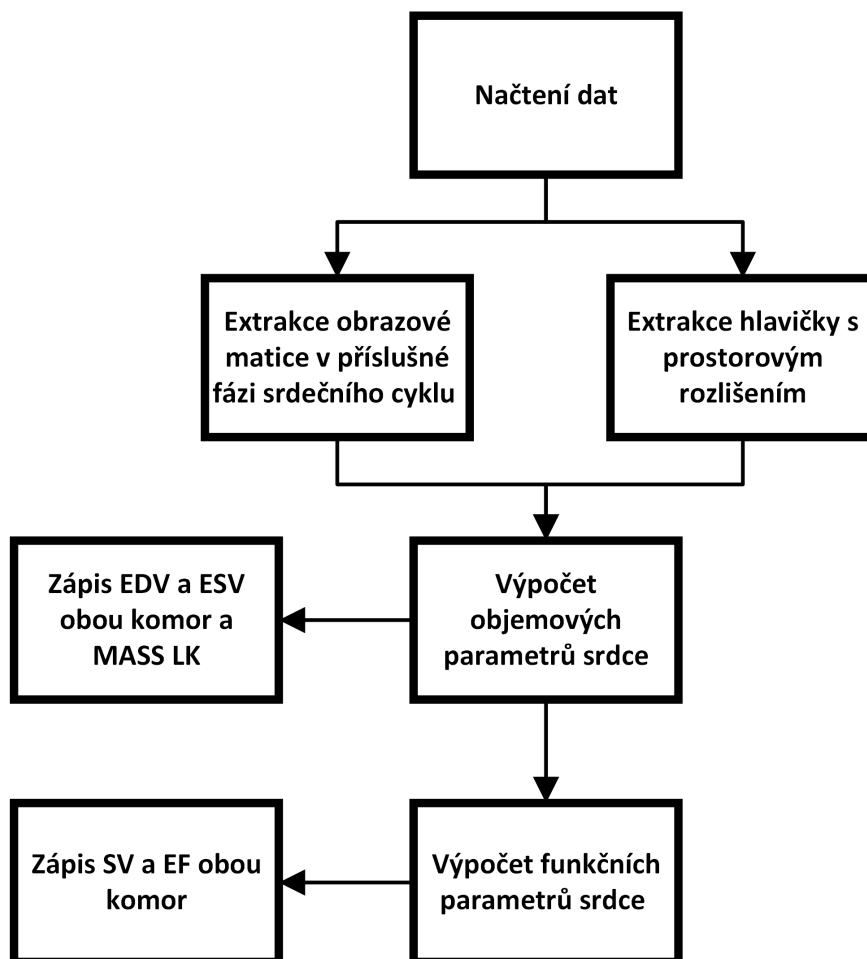 Načtení dat
Extrakce obrazové
matice v příslušné
fázi srdečního cyklu
Extrakce hlavičky s
prostorovým
rozlišením
Zápis EDV a ESV
obou komor a
MASS LK
Výpočet
objemových
parametrů srdce
Zápis SV a EF obou
komor
Výpočet funkčních
parametrů srdce